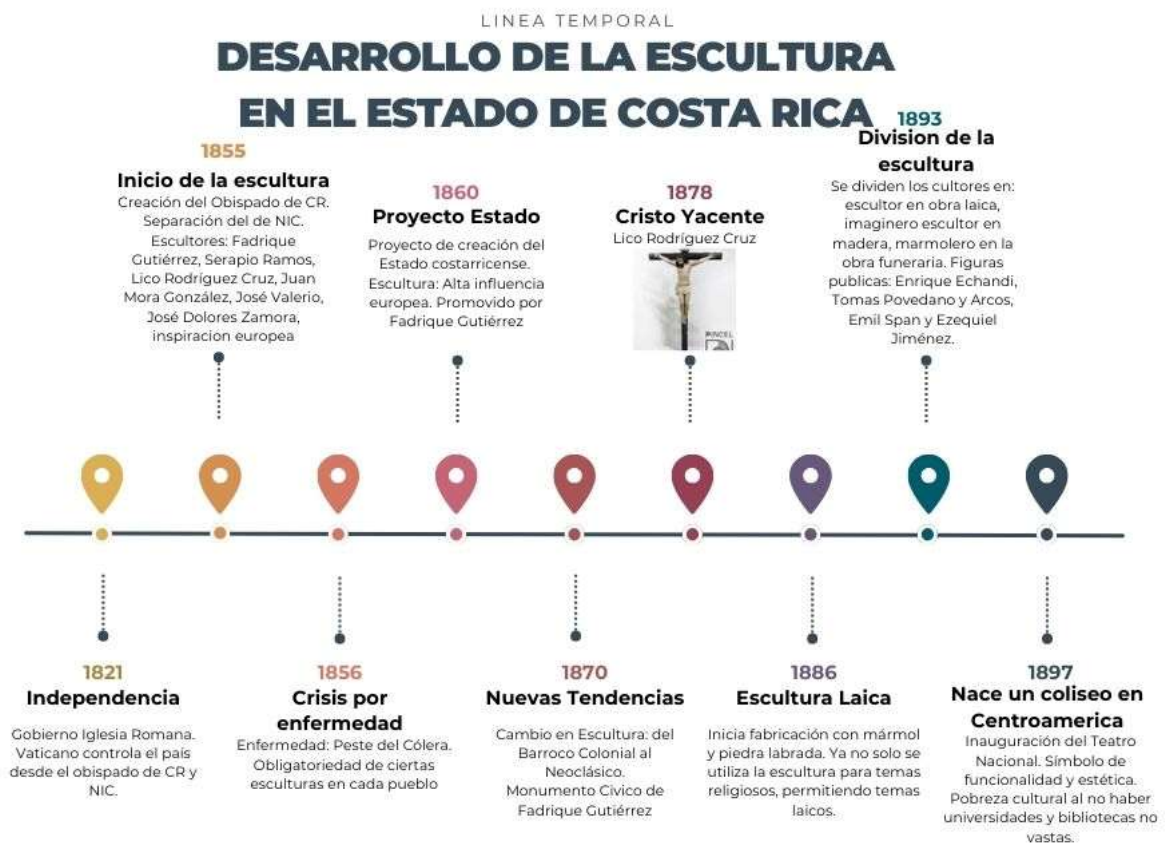 LINEA TEMPORAL
DESARROLLO DE LA ESCULTURA
EN EL ESTADO DE COSTA RICA
1855
Inicio de la escultura
Creación del Obispado de CR.
Separación del de NIC.
Escultores: Fadrique
Gutiérrez, Serapio Ramos,
Lico Rodríguez Cruz, Juan
Mora González, José Valerio,
José Dolores Zamora,
inspiracion europea
1860
Proyecto Estado
Proyecto de creación del
Estado costarricense.
Escultura: Alta influencia
europea. Promovido por
Fadrique Gutiérrez
1878
Cristo Yacente
Lico Rodríguez Cruz
PINCEL
1893
Division de la
escultura
Se dividen los cultores en:
escultor en obra laica,
imaginero escultor en
madera, marmolero en la
obra funeraria. Figuras
publicas: Enrique Echandi,
Tomas Povedano y Arcos,
Emil Span y Ezequiel
Jiménez.
1821
Independencia
Gobierno Iglesia Romana.
Vaticano controla el país
desde el obispado de CR y
NIC.
1856
Crisis por
enfermedad
Enfermedad: Peste del Cólera.
Obligatoriedad de ciertas
esculturas en cada pueblo
1870
Nuevas Tendencias
Cambio en Escultura: del
Barroco Colonial al
Neoclásico.
Monumento Civico de
Fadrique Gutiérrez
1886
Escultura Laica
Inicia fabricación con mármol
y piedra labrada. Ya no solo se
utiliza la escultura para temas
religiosos, permitiendo temas
laicos.
1897
Nace un coliseo en
Centroamerica
Inauguración del Teatro
Nacional. Símbolo de
funcionalidad y estética.
Pobreza cultural al no haber
universidades y bibliotecas no
vastas.